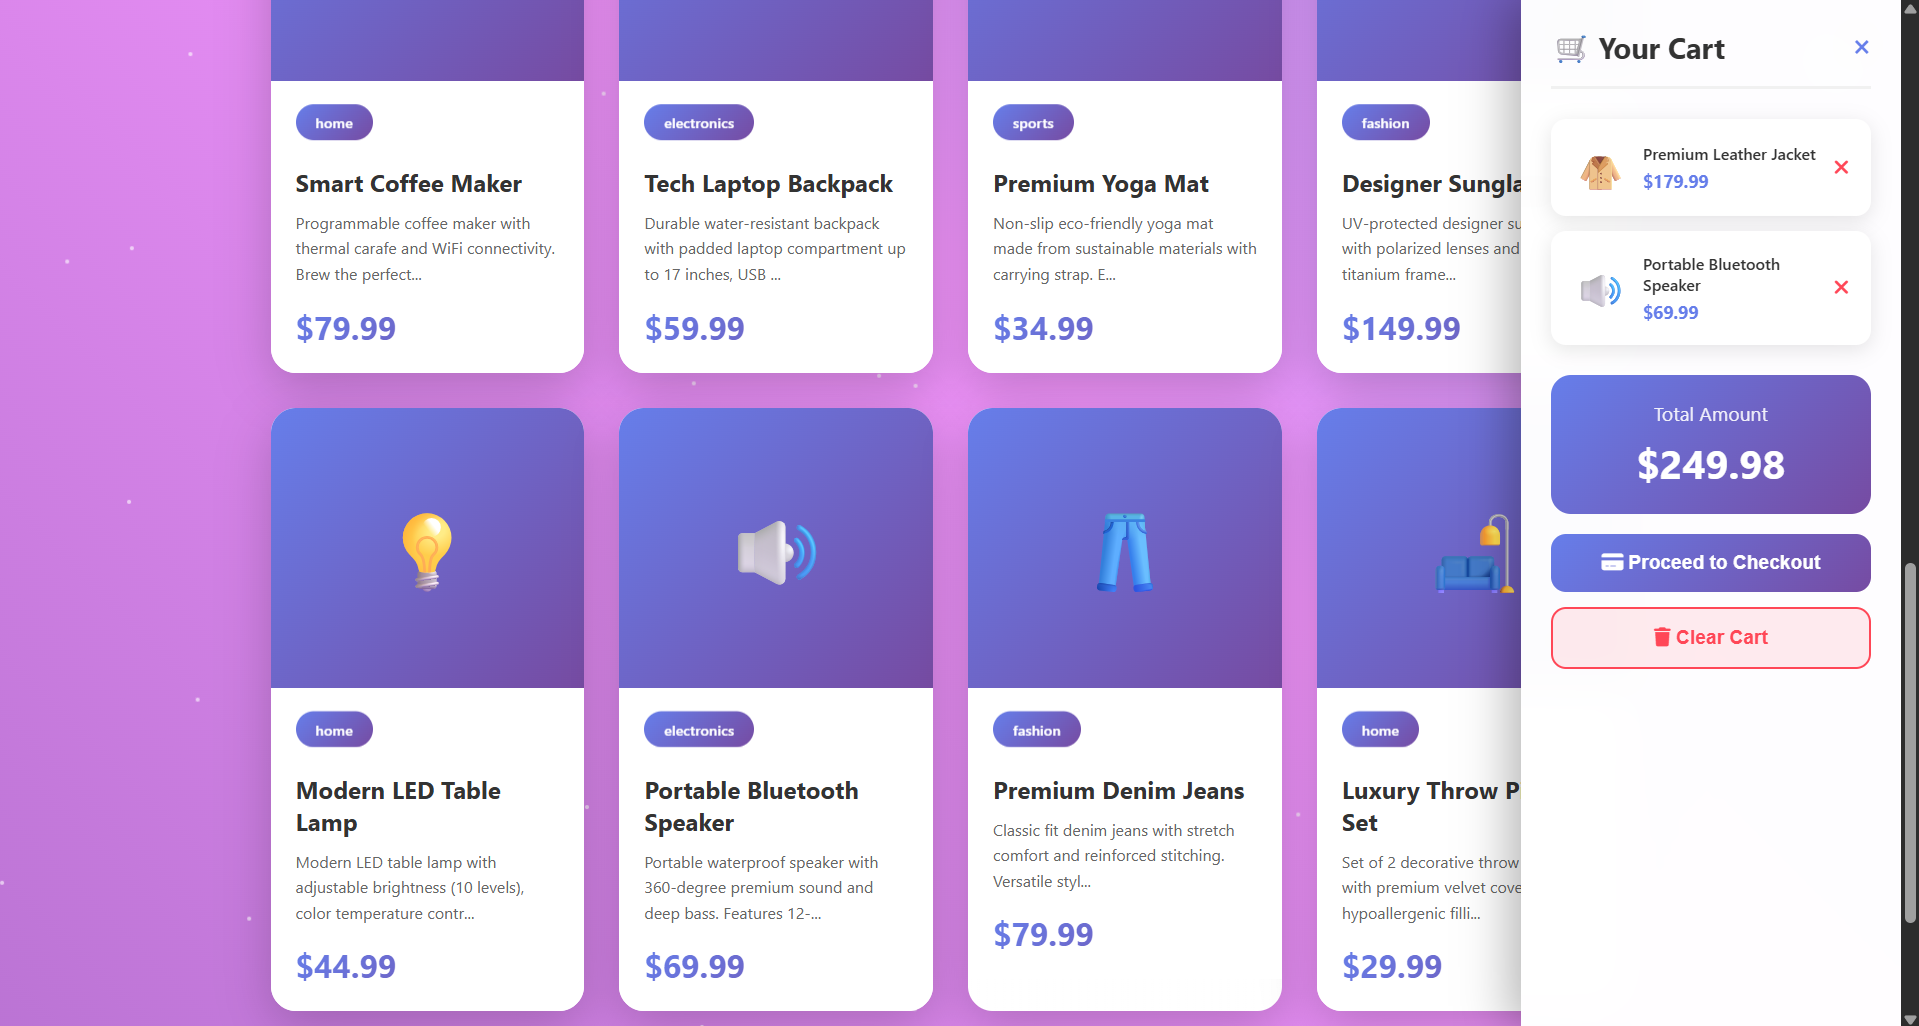 home
Smart Coffee Maker
Programmable coffee maker with
thermal carafe and WiFi connectivity.
Brew the perfect...
$79.99
electronics
Tech Laptop Backpack
Durable water-resistant backpack
with padded laptop compartment up
to 17 inches, USB ...
$59.99
sports
Premium Yoga Mat
Non-slip eco-friendly yoga mat
made from sustainable materials with
carrying strap. E...
$34.99
fashion
Designer Sungla
UV-protected designer su
with polarized lenses and
titanium frame...
$149.99
home
Modern LED Table
Lamp
Modern LED table lamp with
adjustable brightness (10 levels),
color temperature contr...
$44.99
electronics
Portable Bluetooth
Speaker
Portable waterproof speaker with
360-degree premium sound and
deep bass. Features 12-...
$69.99
fashion
Premium Denim Jeans
Classic fit denim jeans with stretch
comfort and reinforced stitching.
Versatile styl...
$79.99
home
Luxury Throw P
Set
Set of 2 decorative throw
with premium velvet cove
hypoallergenic filli...
$29.99
Your Cart
Premium Leather Jacket
$179.99
Portable Bluetooth
Speaker
$69.99
Total Amount
$249.98
Proceed to Checkout
Clear Cart